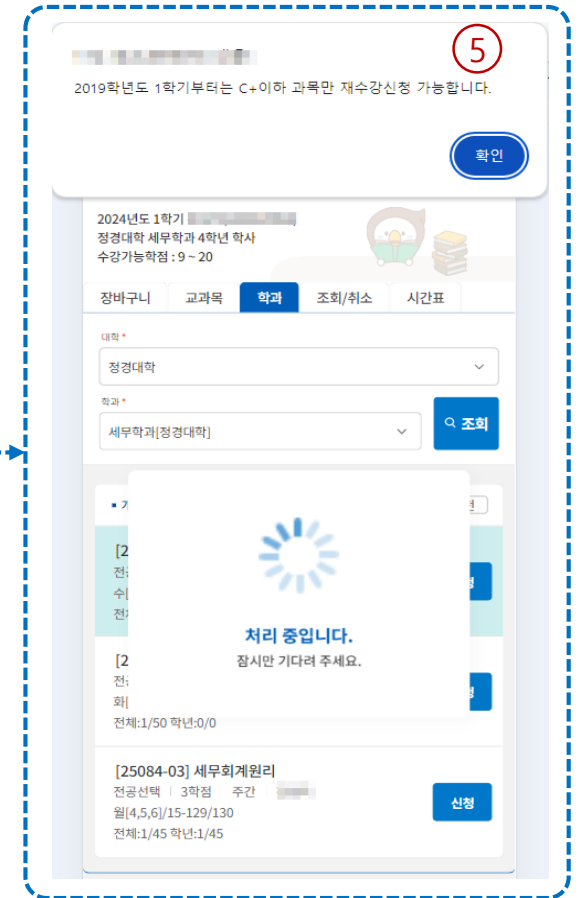 5
2019학년도 1학기부터는 C+이하 과목만 재수강신청 가능합니다.
확인
2024년도 1학기
정경대학 세무학과 4학년 학사
수강가능학점 : 9 ~ 20
장바구니 교과목 학과 조회/취소 시간표
대학 *
정경대학
학과 *
세무학과[정경대학]
조회
[2
수[
처리 중입니다.
잠시만 기다려 주세요.
[2
화[
전체:1/50 학년:0/0
[25084-03] 세무회계원리
전공선택 | 3학점 주간
월[4,5,6]/15-129/130
신청
전체:1/45 학년:1/45